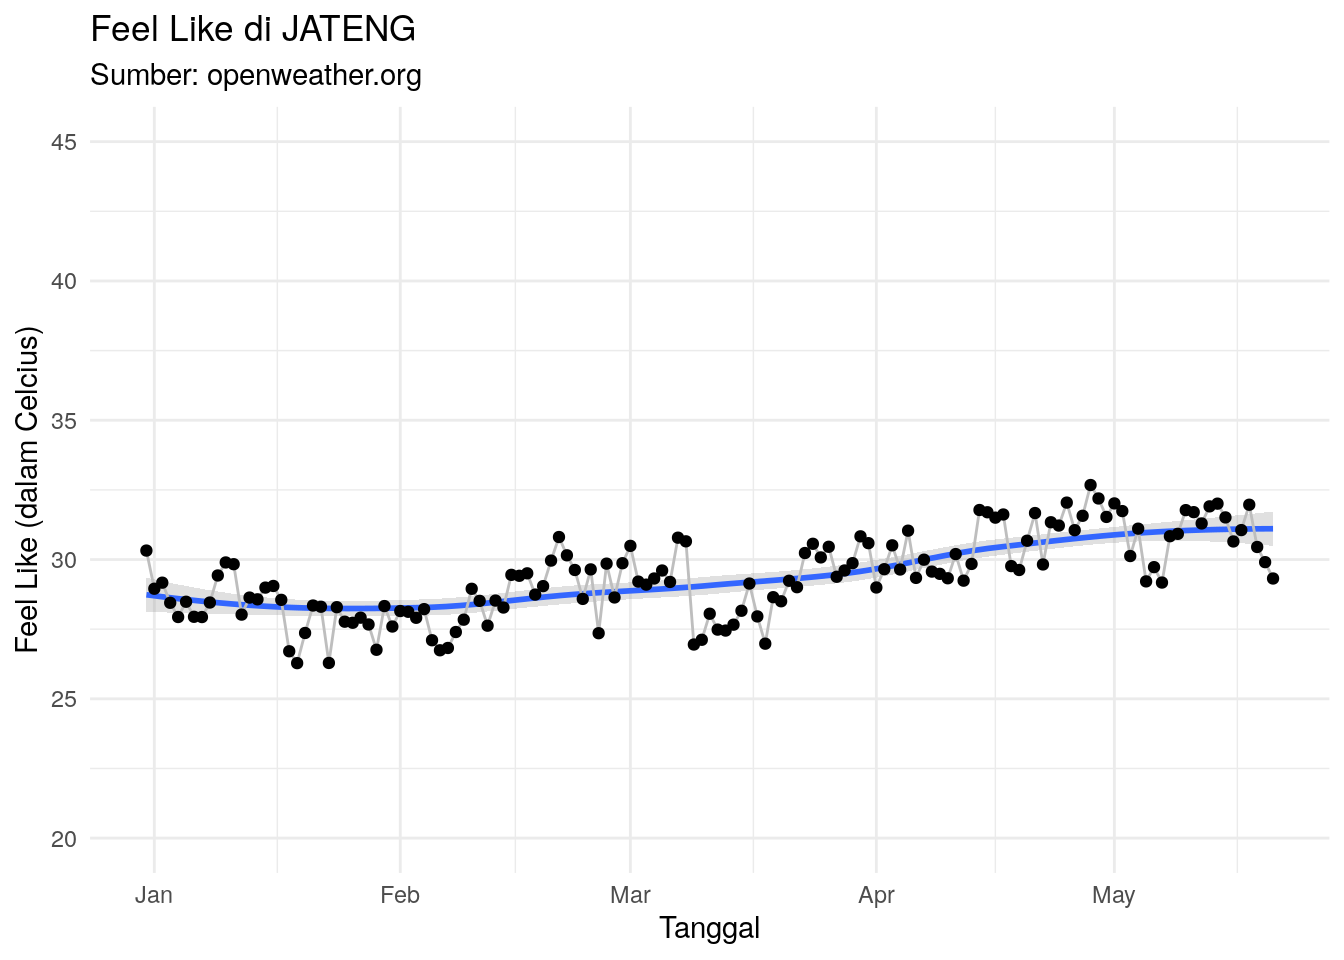 Feel Like di JATENG
Sumber: openweather.org
Feel Like (dalam Celcius)
45
40
35
30
25
20
Jan Feb Mar Apr May
Tanggal